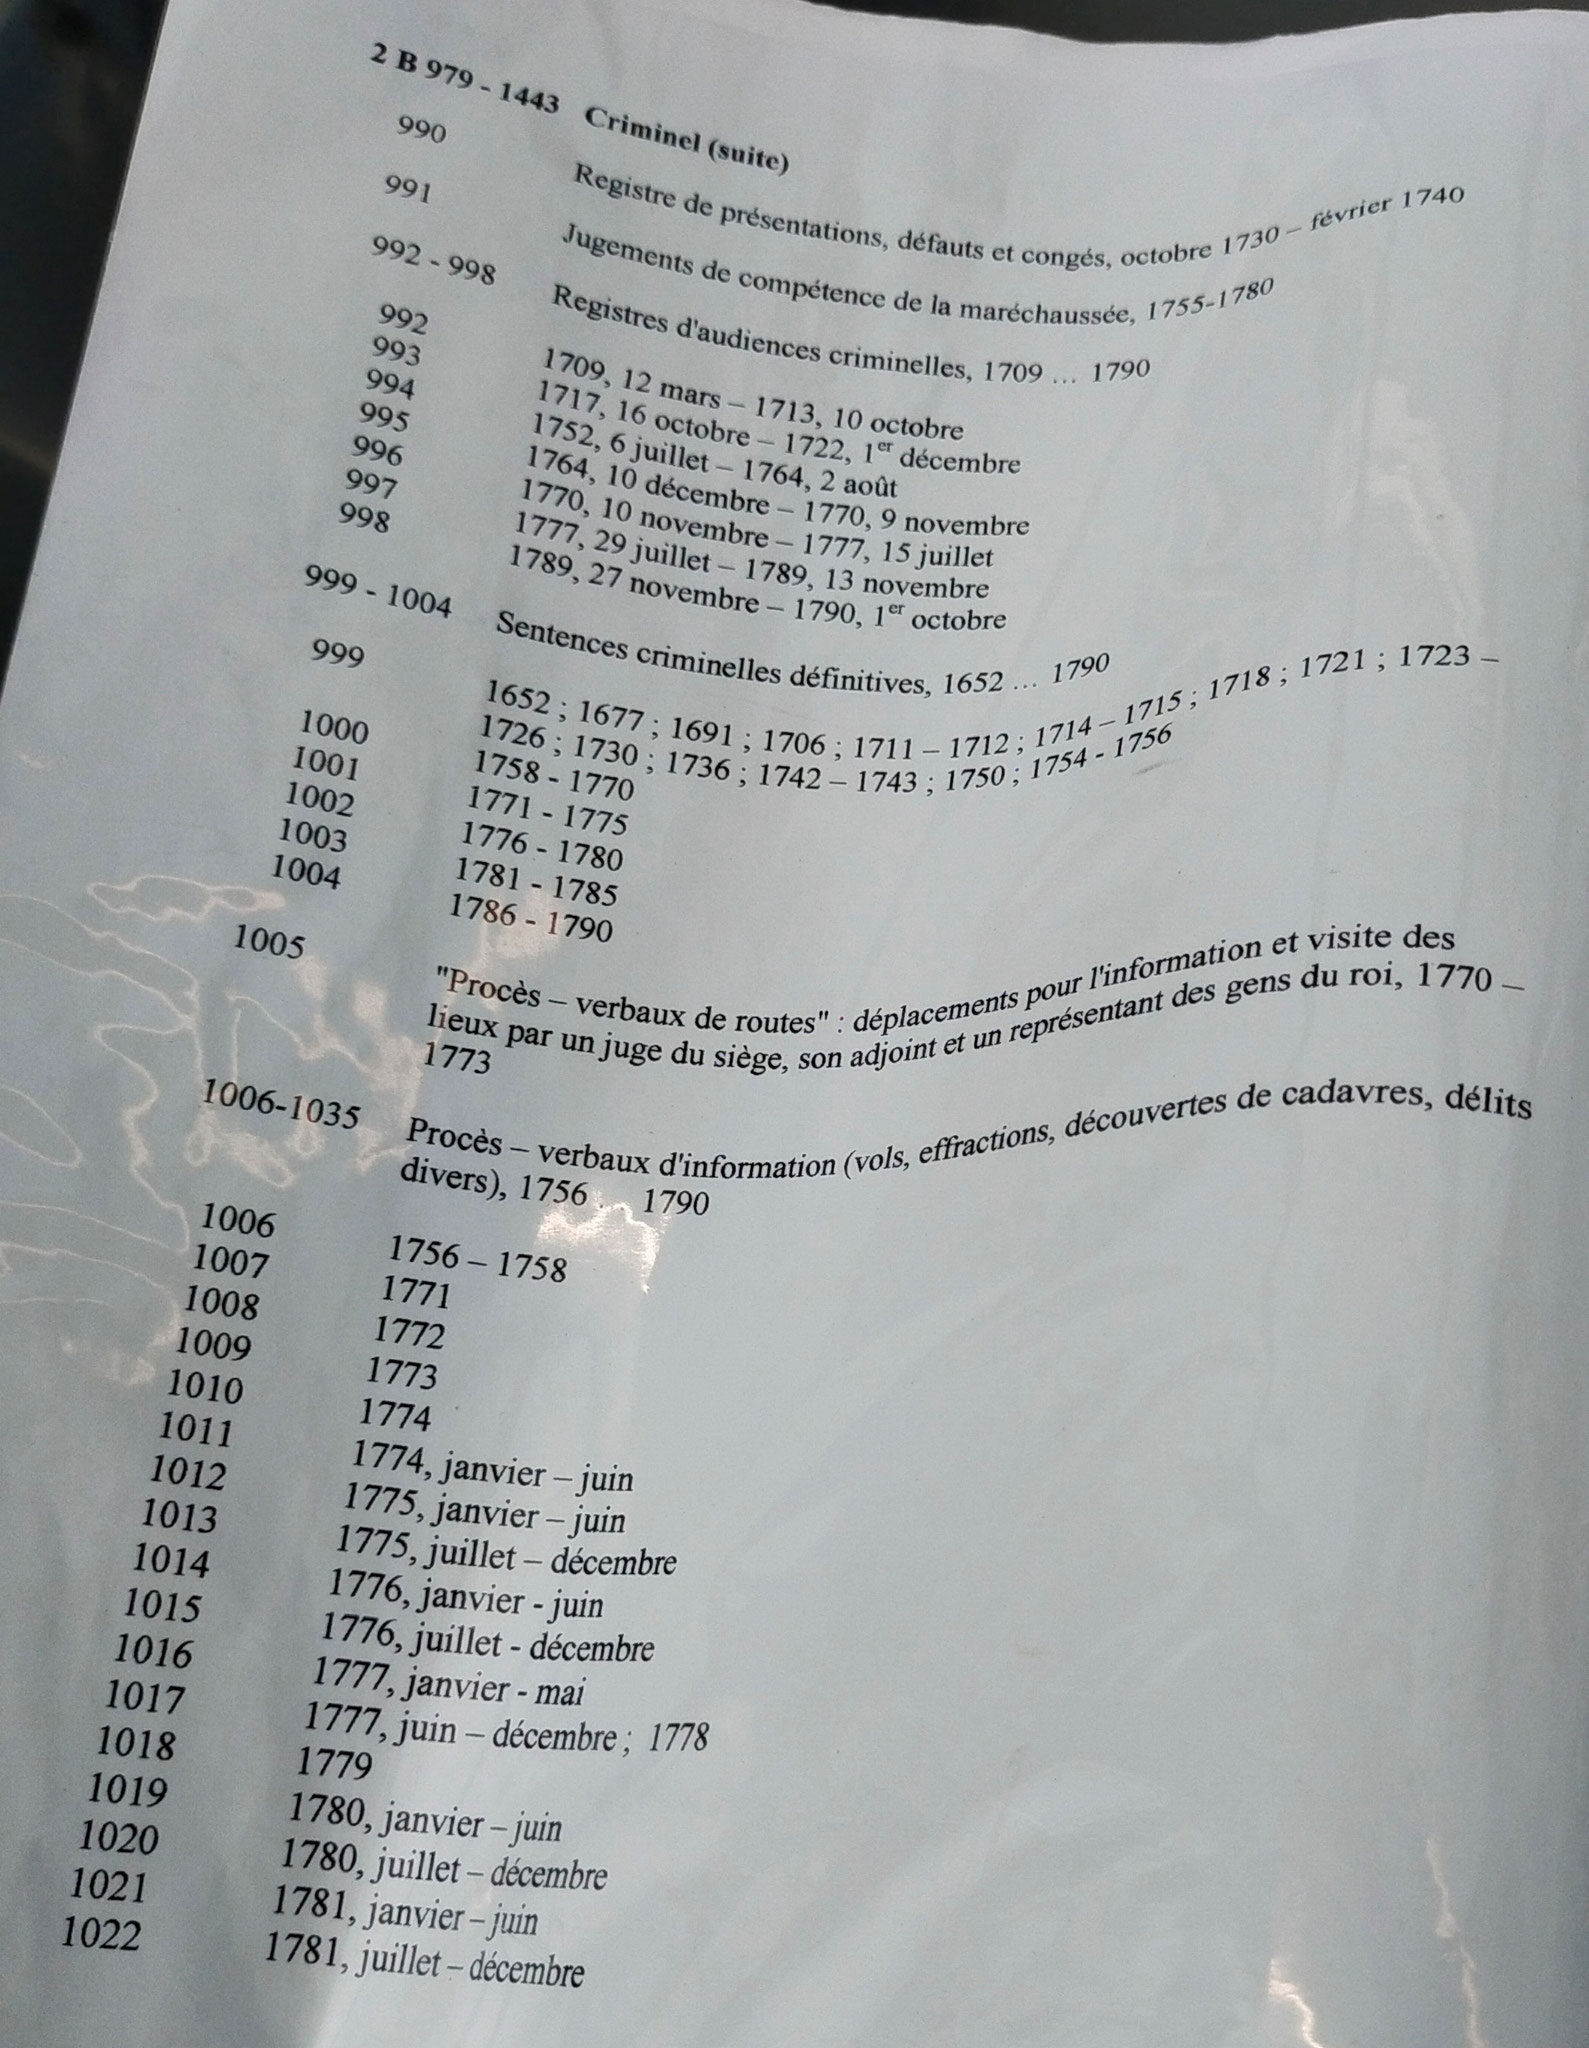 2 B 979 - 1443 Criminel (suite)
990 Registre de présentations, défauts et congés, octobre 1730 – février 1740
991 Jugements de compétence de la maréchaussée, 1755-1780
992 - 998 Registres d'audiences criminelles, 1709 ... 1790
992 1709, 12 mars – 1713, 10 octobre
993 1717, 16 octobre – 1722, 1er décembre
994 1752, 6 juillet – 1764, 2 août
995 1764, 10 décembre – 1770, 9 novembre
996 1770, 10 novembre – 1777, 15 juillet
997 1777, 29 juillet – 1789, 13 novembre
998 1789, 27 novembre – 1790, 1er octobre
999 - 1004 Sentences criminelles définitives, 1652 ... 1790
999 1652 ; 1677 ; 1691 ; 1706 ; 1711 – 1712 ; 1714 – 1715 ; 1718 ; 1721 ; 1723 –
1726 ; 1730 ; 1736 ; 1742 – 1743 ; 1750 ; 1754 - 1756
1000 1758 - 1770
1001 1771 - 1775
1002 1776 - 1780
1003 1781 - 1785
1004 1786 - 1790
1005 "Procès – verbaux de routes" : déplacements pour l'information et visite des
lieux par un juge du siège, son adjoint et un représentant des gens du roi, 1770 –
1773
1006-1035 Procès – verbaux d'information (vols, effractions, découvertes de cadavres, délits
divers), 1756 ... 1790
1006 1756 – 1758
1007 1771
1008 1772
1009 1773
1010 1774
1011 1774, janvier – juin
1012 1775, janvier – juin
1013 1775, juillet – décembre
1014 1776, janvier - juin
1015 1776, juillet - décembre
1016 1777, janvier - mai
1017 1777, juin – décembre ; 1778
1018 1779
1019 1780, janvier – juin
1020 1780, juillet – décembre
1021 1781, janvier – juin
1022 1781, juillet – décembre